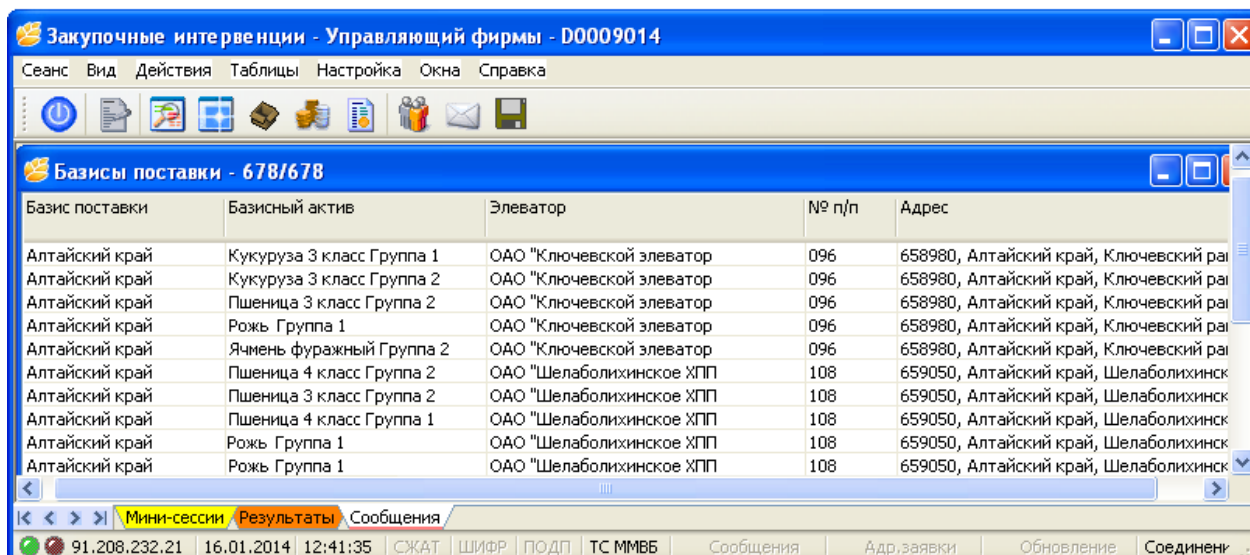 Закупочные интервенции - Управляющий фирмы - D0009014
Сеанс Вид Действия Таблицы Настройка Окна Справка
Базисы поставки - 678/678
Базис поставки Базисный актив Элеватор № п/п Адрес
Алтайский край Кукуруза 3 класс Группа 1 ОАО "Ключевской элеватор 096 658980, Алтайский край, Ключевский рай
Алтайский край Кукуруза 3 класс Группа 2 ОАО "Ключевской элеватор 096 658980, Алтайский край, Ключевский рай
Алтайский край Пшеница 3 класс Группа 2 ОАО "Ключевской элеватор 096 658980, Алтайский край, Ключевский рай
Алтайский край Рожь Группа 1 ОАО "Ключевской элеватор 096 658980, Алтайский край, Ключевский рай
Алтайский край Ячмень фуражный Группа 2 ОАО "Ключевской элеватор 096 658980, Алтайский край, Ключевский рай
Алтайский край Пшеница 4 класс Группа 2 ОАО "Шелаболихинское ХПП 108 659050, Алтайский край, Шелаболихинск
Алтайский край Пшеница 3 класс Группа 2 ОАО "Шелаболихинское ХПП 108 659050, Алтайский край, Шелаболихинск
Алтайский край Пшеница 4 класс Группа 1 ОАО "Шелаболихинское ХПП 108 659050, Алтайский край, Шелаболихинск
Алтайский край Рожь Группа 1 ОАО "Шелаболихинское ХПП 108 659050, Алтайский край, Шелаболихинск
Алтайский край Рожь Группа 1 ОАО "Шелаболихинское ХПП 108 659050, Алтайский край, Шелаболихинск
Мини-сессии Результаты Сообщения
91.208.232.21 16.01.2014 12:41:35 СЖАТ ШИФР ПОДП ТС ММВБ Сообщения Адр.заявки Обновление Соединени